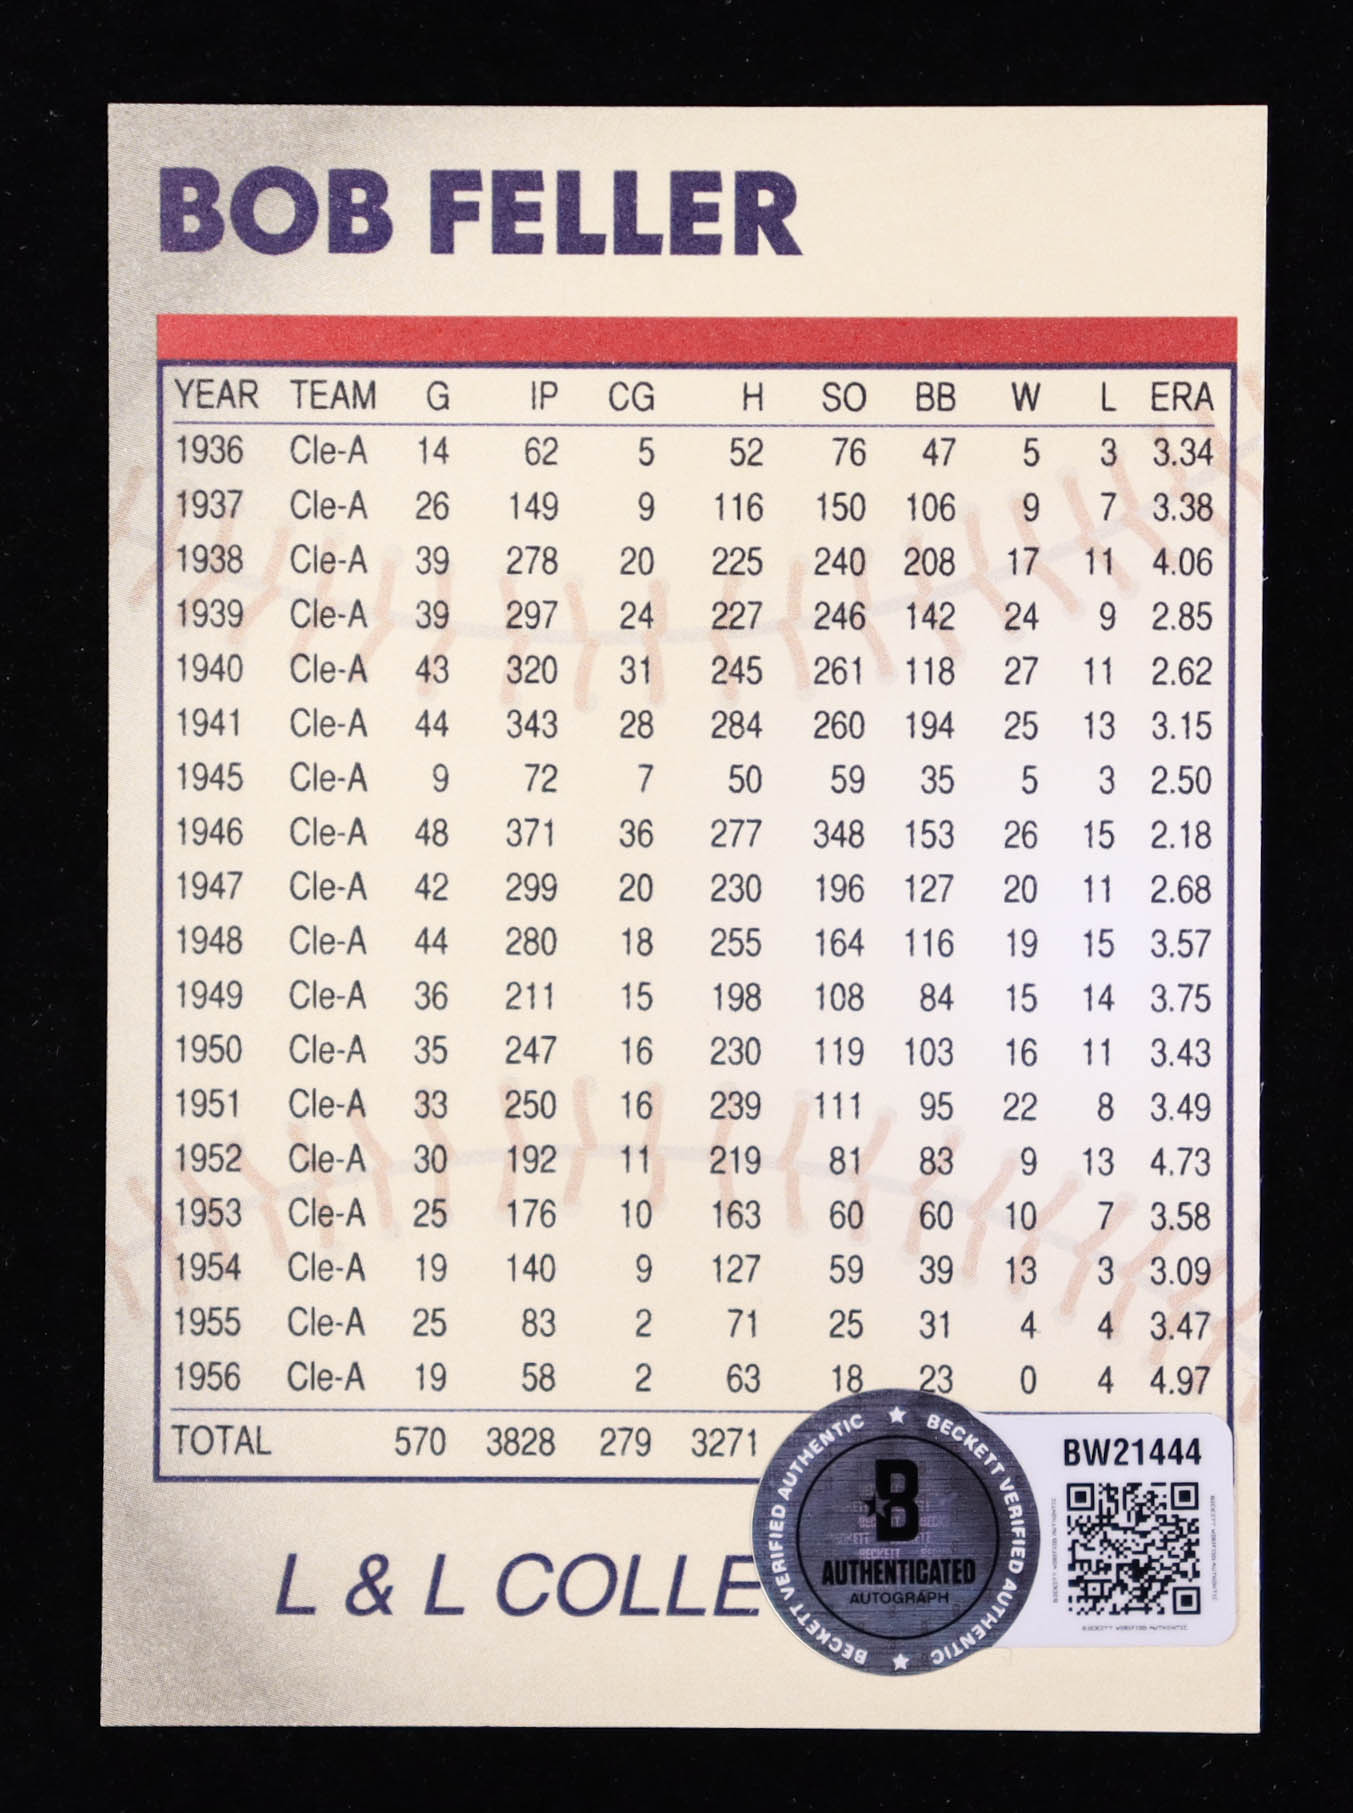 BOB FELLER
YEAR TEAM G IP CG H SO BB W L ERA
1936 Cle-A 14 62 5 52 76 47 5 3 3.34
1937 Cle-A 26 149 9 116 150 106 9 7 3.38
1938 Cle-A 39 278 20 225 240 208 17 11 4.06
1939 Cle-A 39 297 24 227 246 142 24 9 2.85
1940 Cle-A 43 320 31 245 261 118 27 11 2.62
1941 Cle-A 44 343 28 284 260 194 25 13 3.15
1945 Cle-A 9 72 7 50 59 35 5 3 2.50
1946 Cle-A 48 371 36 277 348 153 26 15 2.18
1947 Cle-A 42 299 20 230 196 127 20 11 2.68
1948 Cle-A 44 280 18 255 164 116 19 15 3.57
1949 Cle-A 36 211 15 198 108 84 15 14 3.75
1950 Cle-A 35 247 16 230 119 103 16 11 3.43
1951 Cle-A 33 250 16 239 111 95 22 8 3.49
1952 Cle-A 30 192 11 219 81 83 9 13 4.73
1953 Cle-A 25 176 10 163 60 60 10 7 3.58
1954 Cle-A 19 140 9 127 59 39 13 3 3.09
1955 Cle-A 25 83 2 71 25 31 4 4 3.47
1956 Cle-A 19 58 2 63 18 23 0 4 4.97
TOTAL 570 3828 279 3271
L & L COLLE
BECKETT VERIFIED AUTHENTIC
BECKETT VERIFIED AUTHENTIC
B
AUTHENTICATED
AUTOGRAPH
BW21444
BECKETT VERIFIED AUTHENTIC